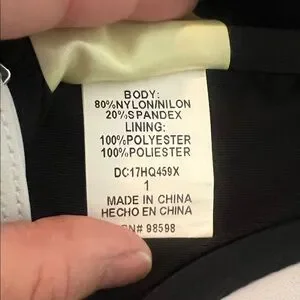 BODY:
80%NYLON/NILON
20%SPANDEX
LINING:
100%POLYESTER
100%POLIESTER
DC17HQ459X
1
MADE IN CHINA
HECHO EN CHINA
RN# 98598